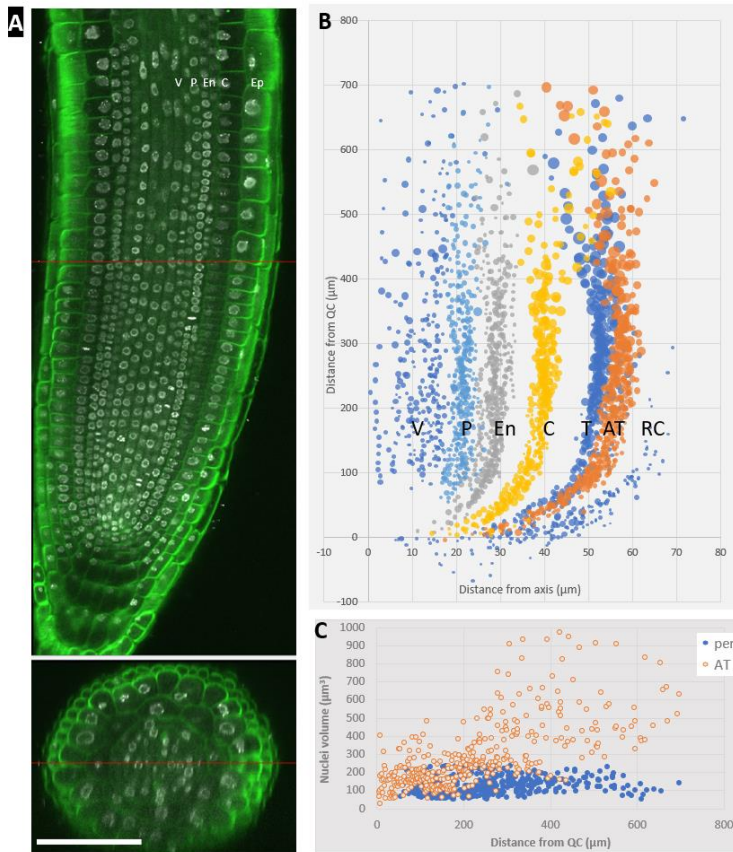 A
V P En C Ep
B
Distance from QC (µm)
800
700
600
500
400
300
200
100
0
-100
V P En C T AT RC
-10 0 10 20 30 40 50 60 70 80
Distance from axis (µm)
C
Nuclei volume (µm³)
1000
900
800
700
600
500
400
300
200
100
0
per
AT
0 200 400 600 800
Distance from QC (µm)